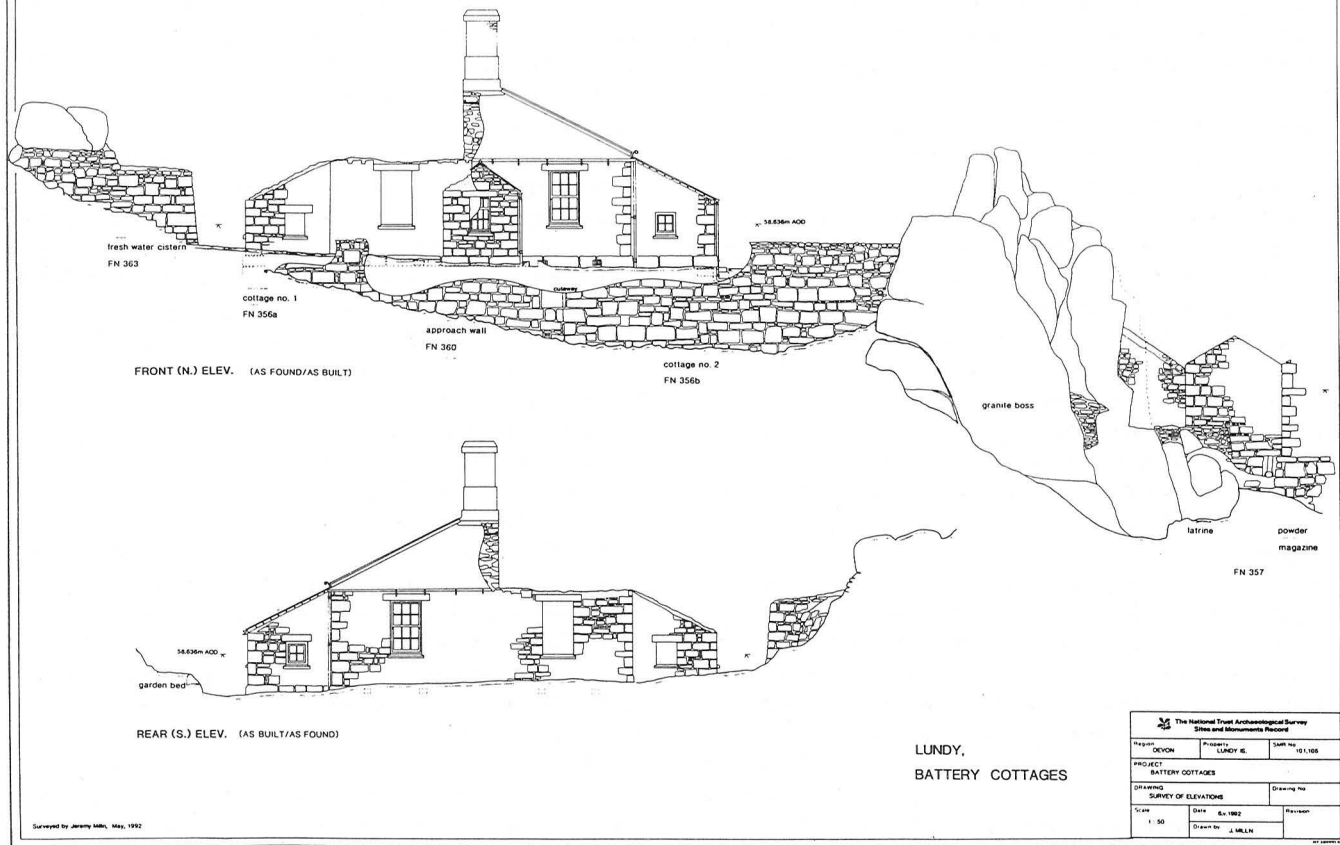 58.636m AOD
fresh water cistern
FN 363
cottage no. 1
FN 356a
cutaway
approach wall
FN 360
cottage no. 2
FN 356b
FRONT (N.) ELEV. (AS FOUND/AS BUILT)
granite boss
latrine
powder
magazine
FN 357
58.636m AOD
garden bed
REAR (S.) ELEV. (AS BUILT/AS FOUND)
LUNDY,
BATTERY COTTAGES
The National Trust Archaeological Survey
Sites and Monuments Record
Region
DEVON
Property
LUNDY IS.
SMR No
101,105
PROJECT
BATTERY COTTAGES
DRAWING
SURVEY OF ELEVATIONS
Drawing No
Scale
1:50
Date
6.v.1992
Revision
Drawn by J. MILLN
Surveyed by Jeremy Milln, May, 1992